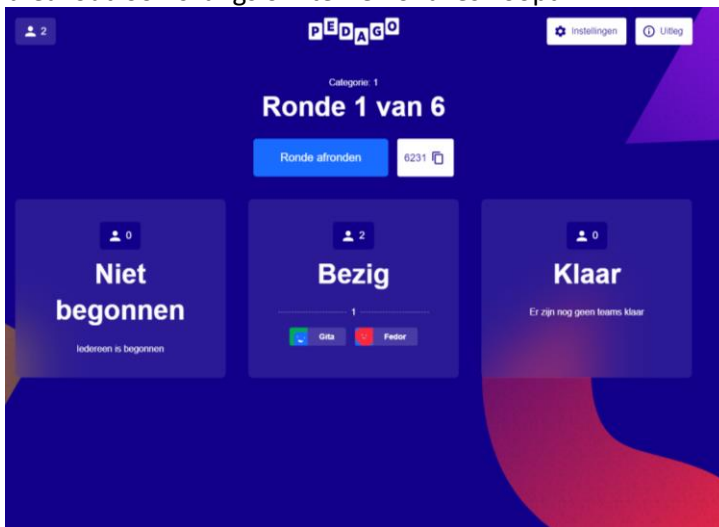 2
PEDAGO
Instellingen
Uitleg
Categorie: 1
Ronde 1 van 6
Ronde afronden
6231
0
Niet
begonnen
Iedereen is begonnen
2
Bezig
1
Gita
Fedor
0
Klaar
Er zijn nog geen teams klaar